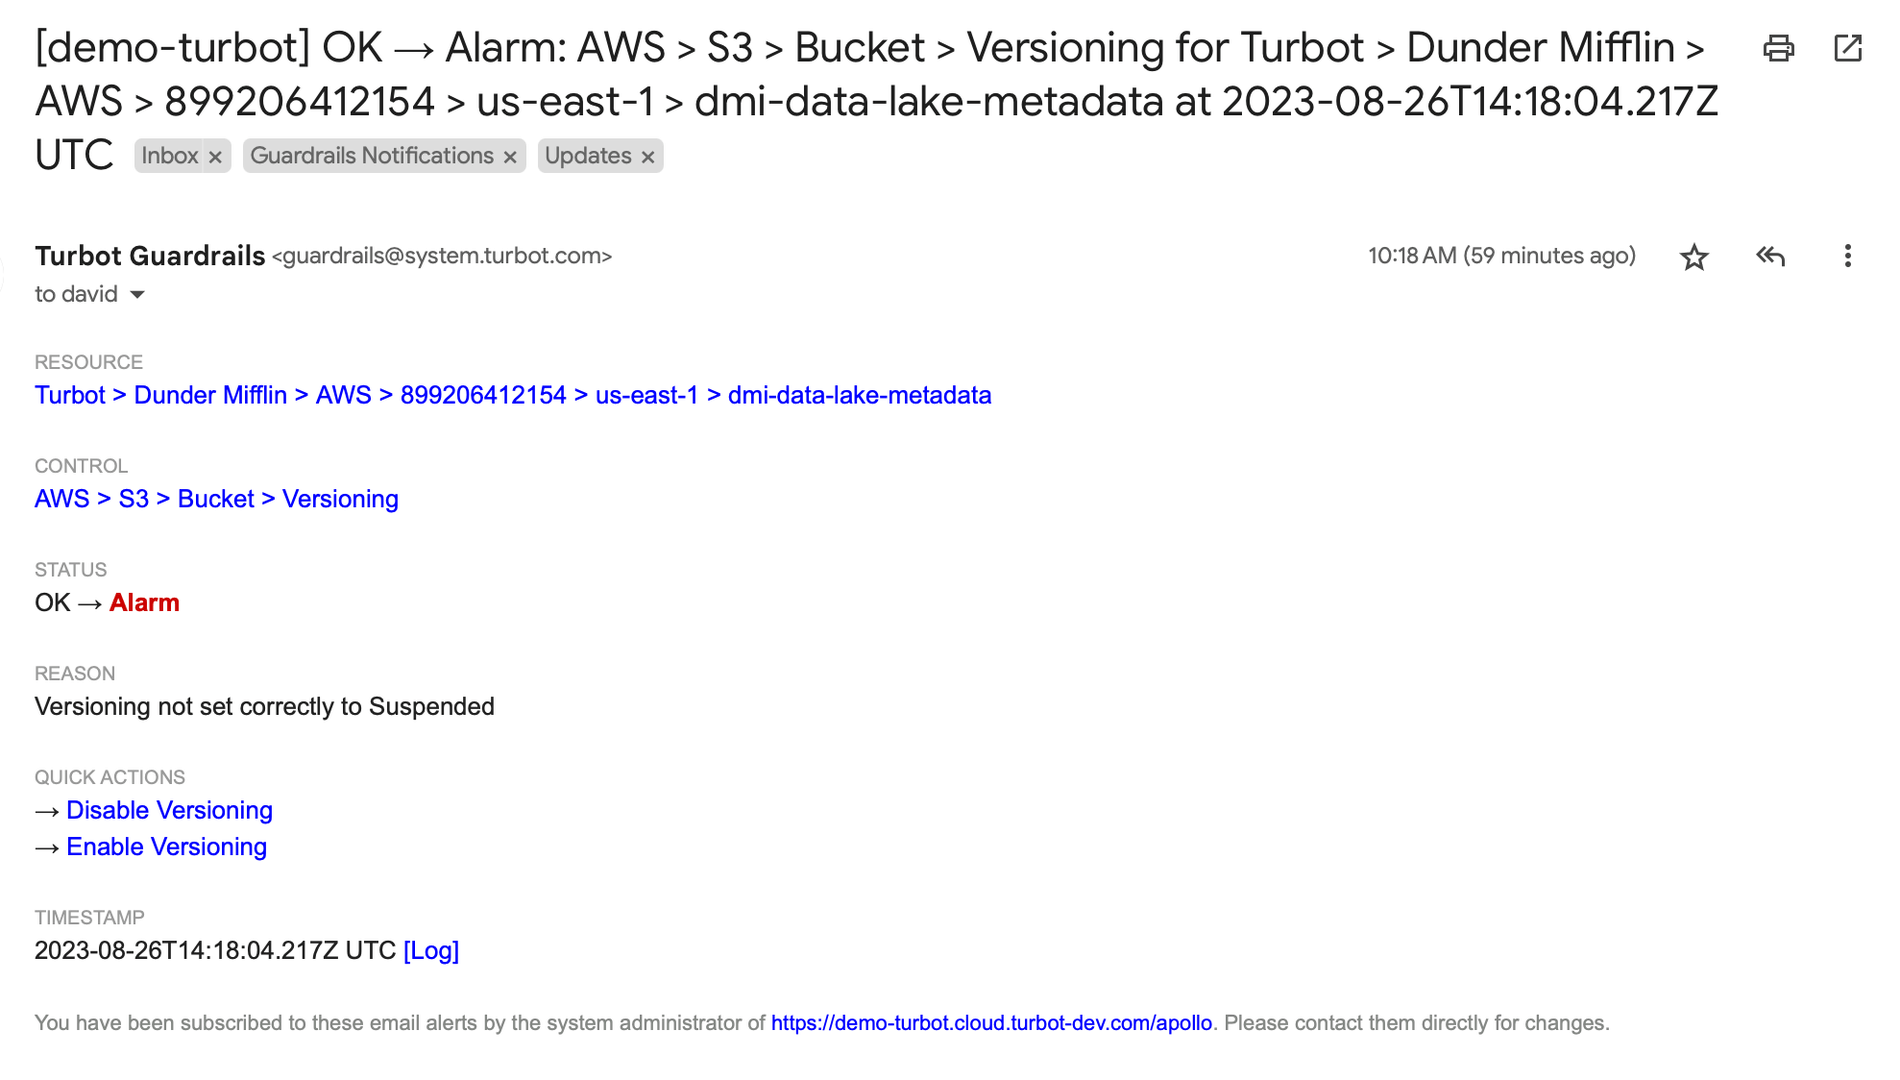 [demo-turbot] OK → Alarm: AWS > S3 > Bucket > Versioning for Turbot > Dunder Mifflin >
AWS > 899206412154 > us-east-1 > dmi-data-lake-metadata at 2023-08-26T14:18:04.217Z
UTC Inbox × Guardrails Notifications × Updates ×
Turbot Guardrails <guardrails@system.turbot.com> 10:18 AM (59 minutes ago)
to david
RESOURCE
Turbot > Dunder Mifflin > AWS > 899206412154 > us-east-1 > dmi-data-lake-metadata
CONTROL
AWS > S3 > Bucket > Versioning
STATUS
OK → Alarm
REASON
Versioning not set correctly to Suspended
QUICK ACTIONS
→ Disable Versioning
→ Enable Versioning
TIMESTAMP
2023-08-26T14:18:04.217Z UTC [Log]
You have been subscribed to these email alerts by the system administrator of https://demo-turbot.cloud.turbot-dev.com/apollo. Please contact them directly for changes.